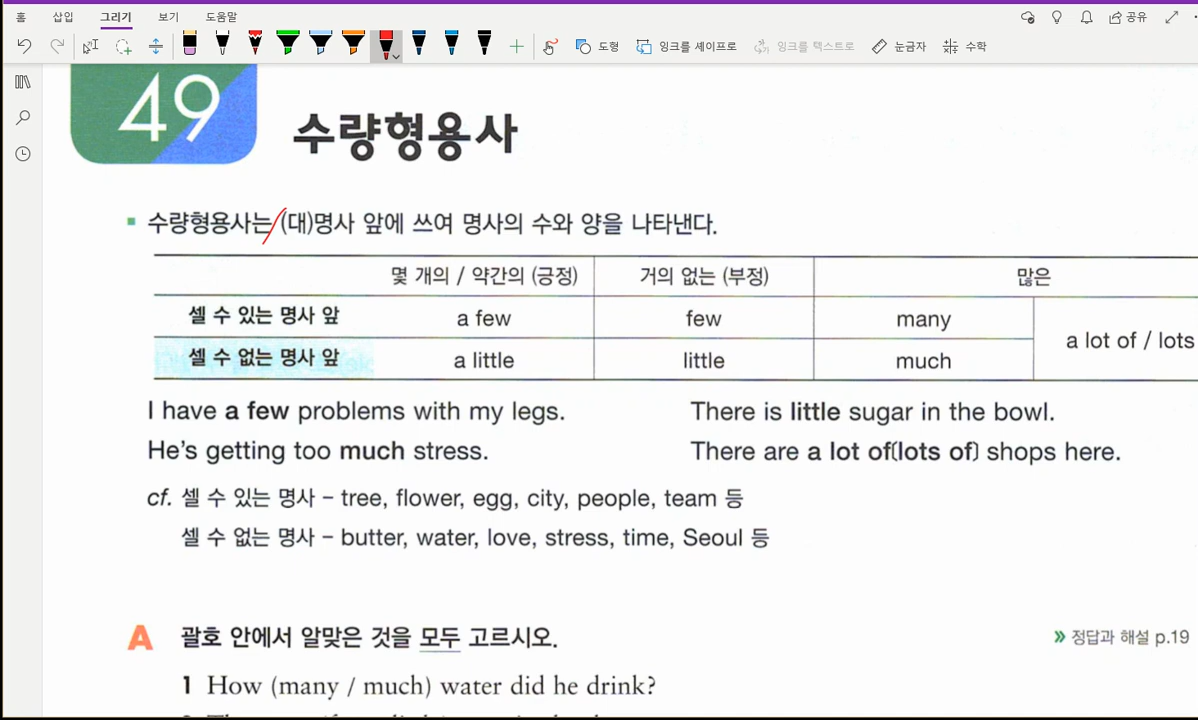 홈 삽입 그리기 보기 도움말
공유
도형 잉크를 셰이프로 잉크를 텍스트로 눈금자 수학
49 수량형용사
수량형용사는 (대)명사 앞에 쓰여 명사의 수와 양을 나타낸다.
몇 개의 / 약간의 (긍정) 거의 없는 (부정) 많은
셀 수 있는 명사 앞 a few few many
a lot of / lots
셀 수 없는 명사 앞 a little little much
I have a few problems with my legs. There is little sugar in the bowl.
He's getting too much stress. There are a lot of(lots of) shops here.
cf. 셀 수 있는 명사 – tree, flower, egg, city, people, team 등
셀 수 없는 명사 – butter, water, love, stress, time, Seoul 등
A 괄호 안에서 알맞은 것을 모두 고르시오. » 정답과 해설 p.19
1 How (many / much) water did he drink?